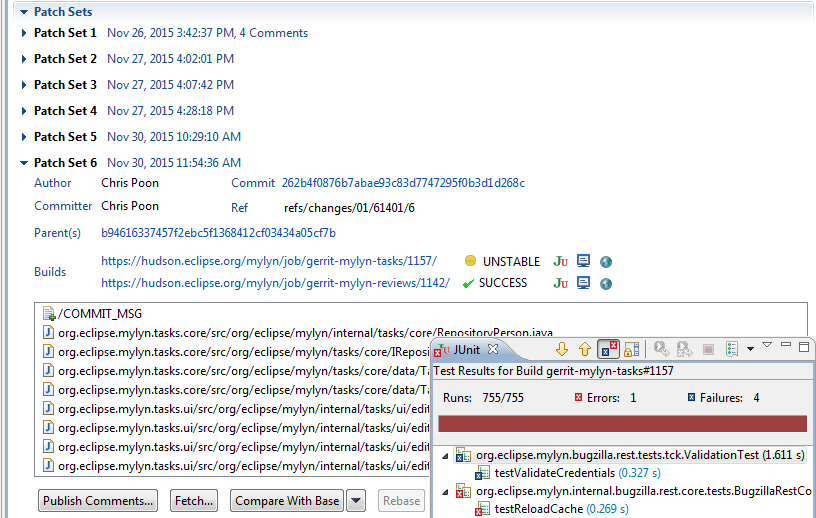 Patch Sets
Patch Set 1 Nov 26, 2015 3:42:37 PM, 4 Comments
Patch Set 2 Nov 27, 2015 4:02:01 PM
Patch Set 3 Nov 27, 2015 4:07:42 PM
Patch Set 4 Nov 27, 2015 4:28:18 PM
Patch Set 5 Nov 30, 2015 10:29:10 AM
Patch Set 6 Nov 30, 2015 11:54:36 AM
Author Chris Poon Commit 262b4f0876b7abae93c83d7747295f0b3d1d268c
Committer Chris Poon Ref refs/changes/01/61401/6
Parent(s) b94616337457f2ebc5f1368412cf03434a05cf7b
Builds https://hudson.eclipse.org/mylyn/job/gerrit-mylyn-tasks/1157/ UNSTABLE
https://hudson.eclipse.org/mylyn/job/gerrit-mylyn-reviews/1142/ SUCCESS
/COMMIT_MSG
org.eclipse.mylyn.tasks.core/src/org/eclipse/mylyn/internal/tasks/core/RepositoryPerson.java
org.eclipse.mylyn.tasks.core/src/org/eclipse/mylyn/tasks/core/IReposi
org.eclipse.mylyn.tasks.core/src/org/eclipse/mylyn/tasks/core/data/Ta
org.eclipse.mylyn.tasks.core/src/org/eclipse/mylyn/tasks/core/data/Ta
org.eclipse.mylyn.tasks.ui/src/org/eclipse/mylyn/internal/tasks/ui/edit
org.eclipse.mylyn.tasks.ui/src/org/eclipse/mylyn/internal/tasks/ui/edit
org.eclipse.mylyn.tasks.ui/src/org/eclipse/mylyn/internal/tasks/ui/edit
org.eclipse.mylyn.tasks.ui/src/org/eclipse/mylyn/internal/tasks/ui/edit
Publish Comments... Fetch... Compare With Base Rebase
JUnit
Test Results for Build gerrit-mylyn-tasks#1157
Runs: 755/755 Errors: 1 Failures: 4
org.eclipse.mylyn.bugzilla.rest.tests.tck.ValidationTest (1.611 s)
testValidateCredentials (0.327 s)
org.eclipse.mylyn.internal.bugzilla.rest.core.tests.BugzillaRestCo
testReloadCache (0.269 s)